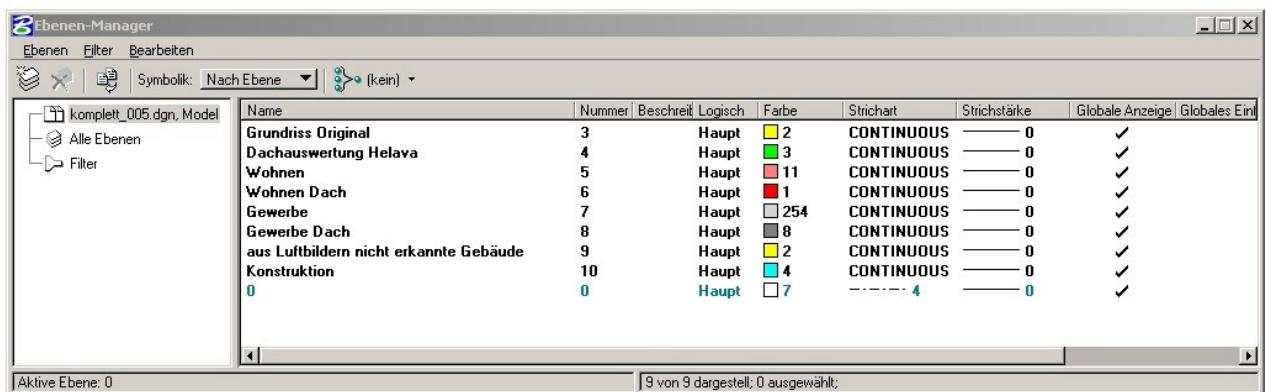 Ebenen-Manager
Ebenen Filter Bearbeiten
Symbolik: Nach Ebene (kein)
komplett_005.dgn, Model
Alle Ebenen
Filter
Name Nummer Beschreib Logisch Farbe Strichart Strichstärke Globale Anzeige Globales Einf
Grundriss Original 3 Haupt 2 CONTINUOUS 0
Dachauswertung Helava 4 Haupt 3 CONTINUOUS 0
Wohnen 5 Haupt 11 CONTINUOUS 0
Wohnen Dach 6 Haupt 1 CONTINUOUS 0
Gewerbe 7 Haupt 254 CONTINUOUS 0
Gewerbe Dach 8 Haupt 8 CONTINUOUS 0
aus Luftbildern nicht erkannte Gebäude 9 Haupt 2 CONTINUOUS 0
Konstruktion 10 Haupt 4 CONTINUOUS 0
0 0 Haupt 7 4 0
Aktive Ebene: 0 9 von 9 dargestell; 0 ausgewählt;